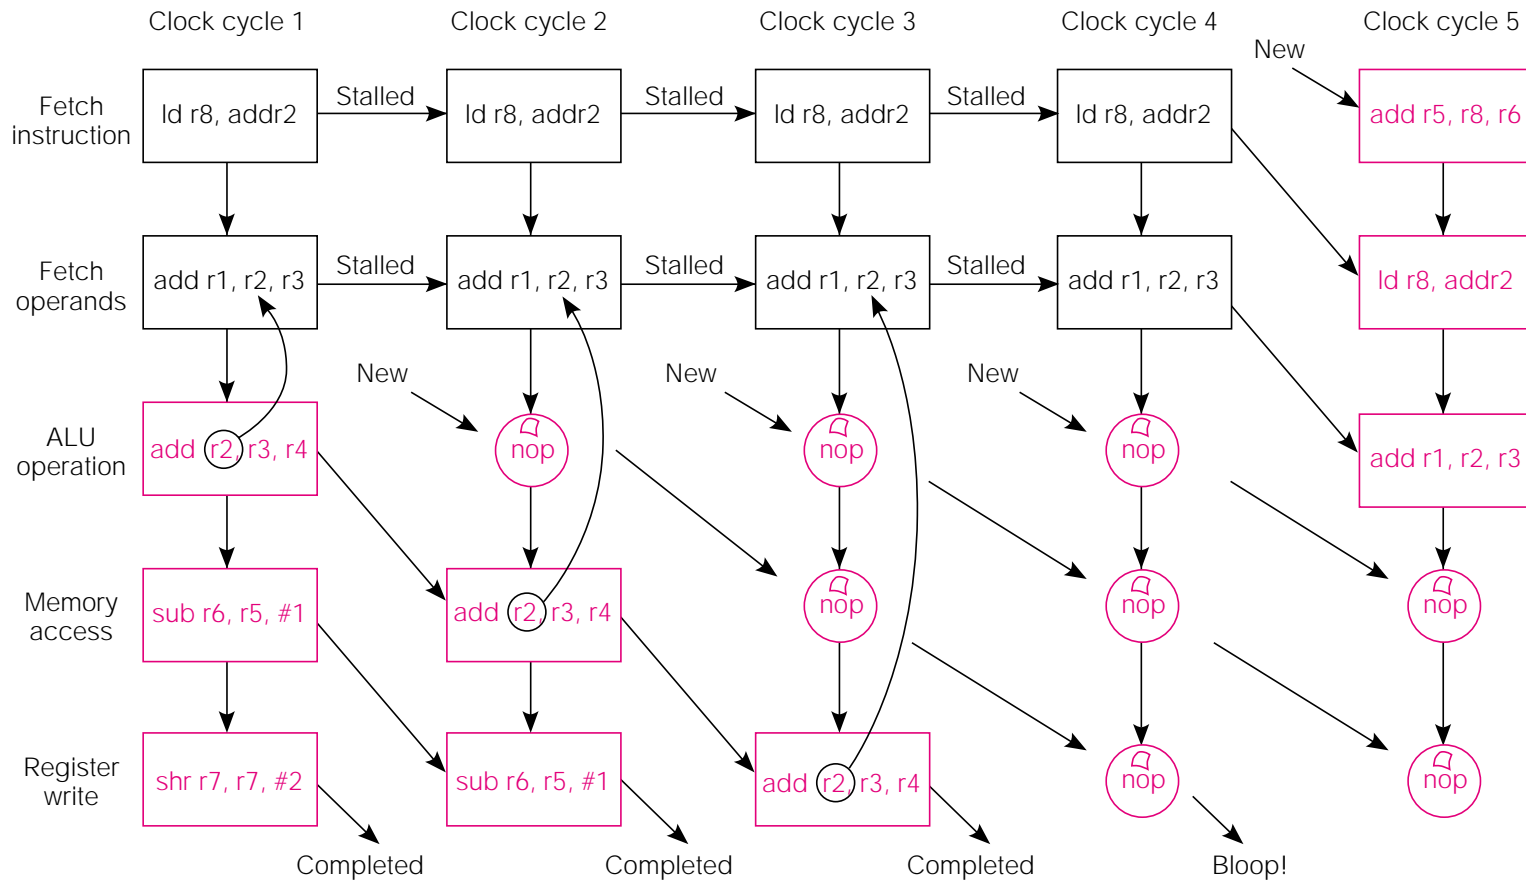 Clock cycle 1 Clock cycle 2 Clock cycle 3 Clock cycle 4 Clock cycle 5
New
Fetch instruction
ld r8, addr2 Stalled ld r8, addr2 Stalled ld r8, addr2 Stalled ld r8, addr2 add r5, r8, r6
Fetch operands
add r1, r2, r3 Stalled add r1, r2, r3 Stalled add r1, r2, r3 Stalled add r1, r2, r3 ld r8, addr2
New New New
ALU operation
add r2, r3, r4 nop nop nop add r1, r2, r3
Memory access
sub r6, r5, #1 add r2, r3, r4 nop nop nop
Register write
shr r7, r7, #2 sub r6, r5, #1 add r2, r3, r4 nop nop
Completed Completed Completed Bloop!